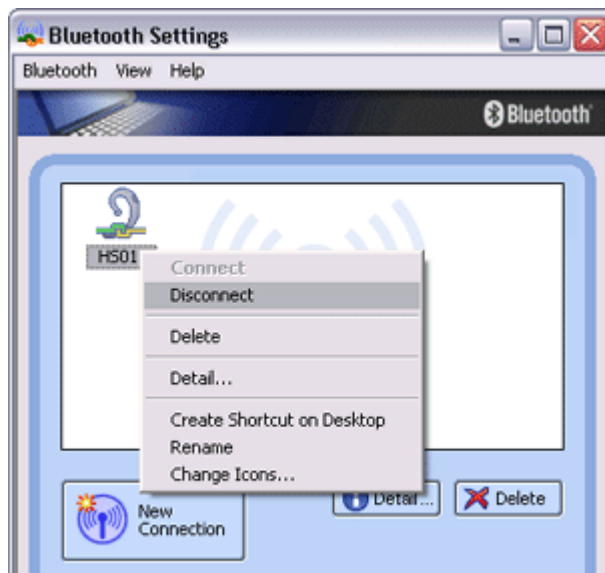 Bluetooth Settings
Bluetooth View Help
Bluetooth
HS01
Connect
Disconnect
Delete
Detail...
Create Shortcut on Desktop
Rename
Change Icons...
New
Connection
Detail...
Delete